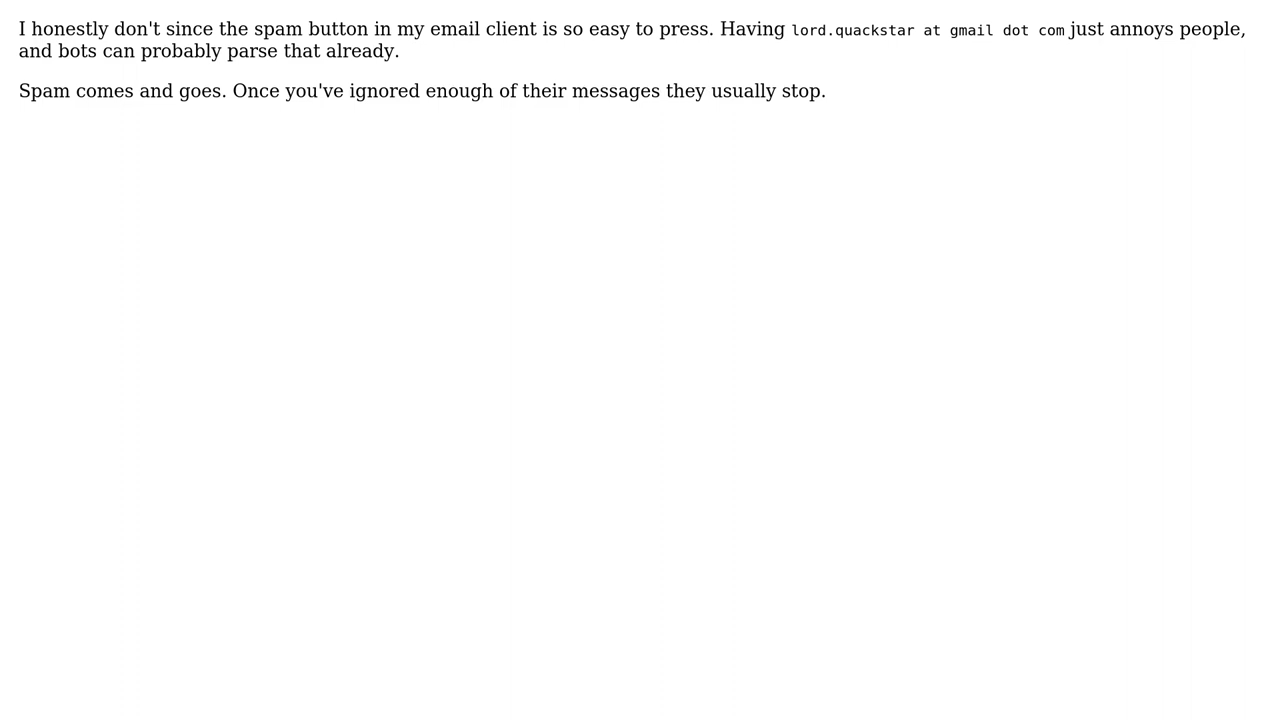 I honestly don't since the spam button in my email client is so easy to press. Having lord.quackstar at gmail dot com just annoys people,
and bots can probably parse that already.
Spam comes and goes. Once you've ignored enough of their messages they usually stop.